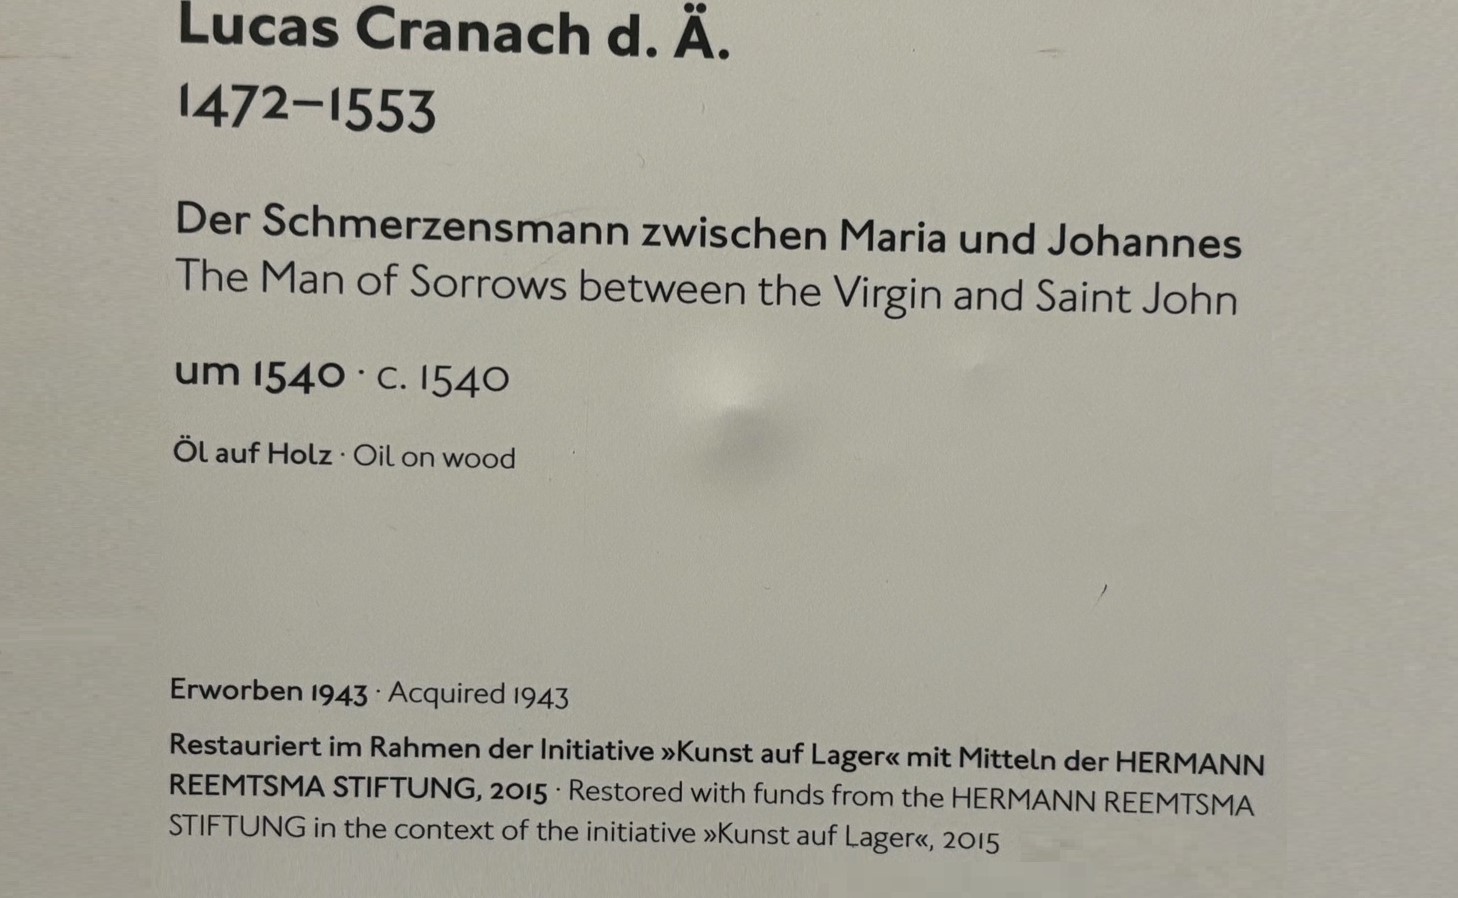 Lucas Cranach d. Ä.
1472–1553
Der Schmerzensmann zwischen Maria und Johannes
The Man of Sorrows between the Virgin and Saint John
um 1540 · c. 1540
Öl auf Holz · Oil on wood
Erworben 1943 · Acquired 1943
Restauriert im Rahmen der Initiative »Kunst auf Lager« mit Mitteln der HERMANN
REEMTSMA STIFTUNG, 2015 · Restored with funds from the HERMANN REEMTSMA
STIFTUNG in the context of the initiative »Kunst auf Lager«, 2015